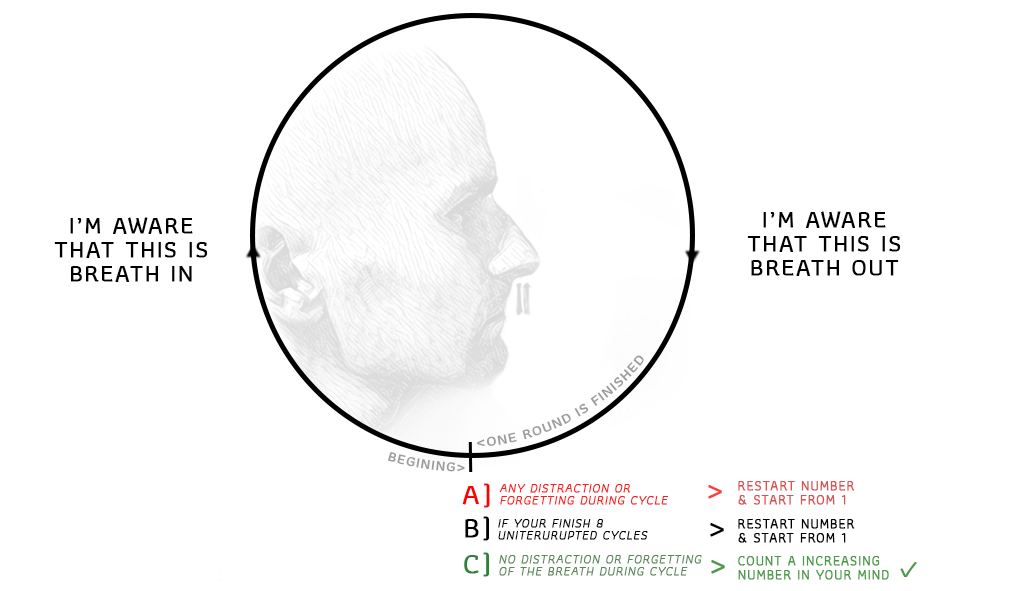 I'M AWARE
THAT THIS IS
BREATH IN
I'M AWARE
THAT THIS IS
BREATH OUT
<ONE ROUND IS FINISHED
BEGINING>
A] ANY DISTRACTION OR
FORGETTING DURING CYCLE
> RESTART NUMBER
& START FROM 1
B] IF YOUR FINISH 8
UNITERURUPTED CYCLES
> RESTART NUMBER
& START FROM 1
C] NO DISTRACTION OR FORGETTING
OF THE BREATH DURING CYCLE
> COUNT A INCREASING
NUMBER IN YOUR MIND ✓